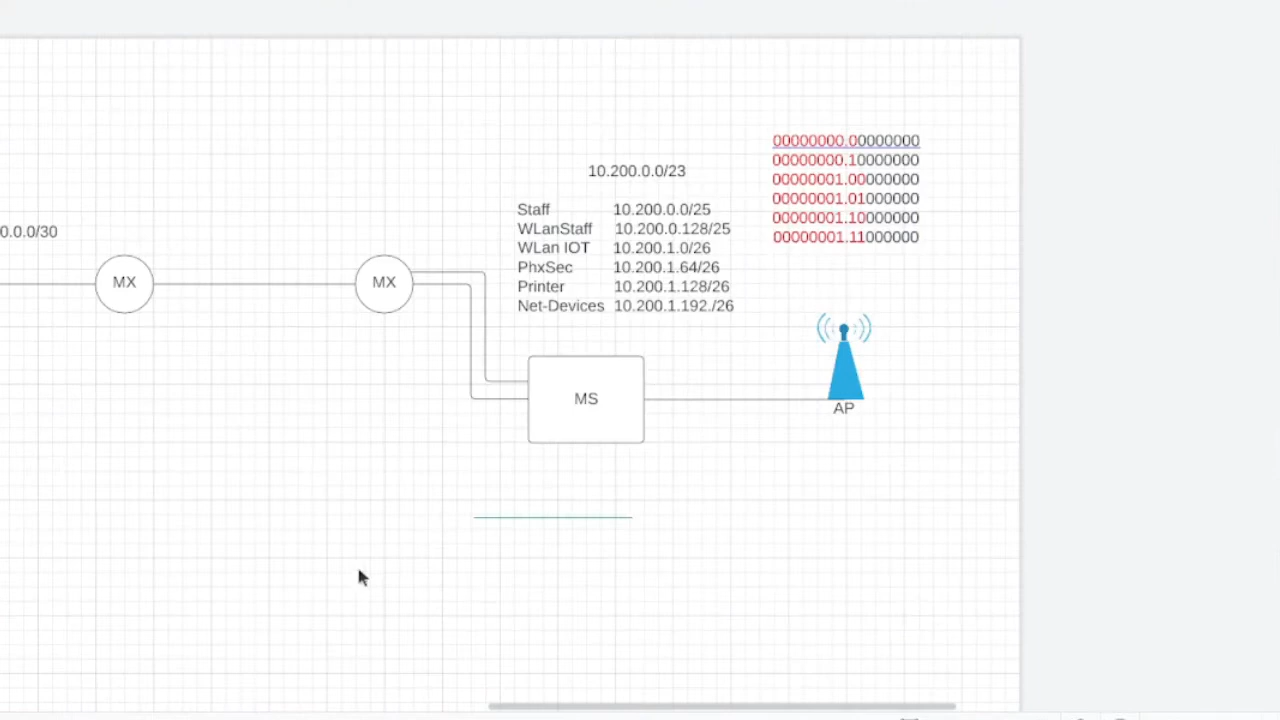 00000000.00000000
00000000.10000000
00000001.00000000
00000001.01000000
00000001.10000000
00000001.11000000
10.200.0.0/23
Staff 10.200.0.0/25
WLanStaff 10.200.0.128/25
WLan IOT 10.200.1.0/26
PhxSec 10.200.1.64/26
Printer 10.200.1.128/26
Net-Devices 10.200.1.192./26
0.0.0/30
MX
MX
MS
AP